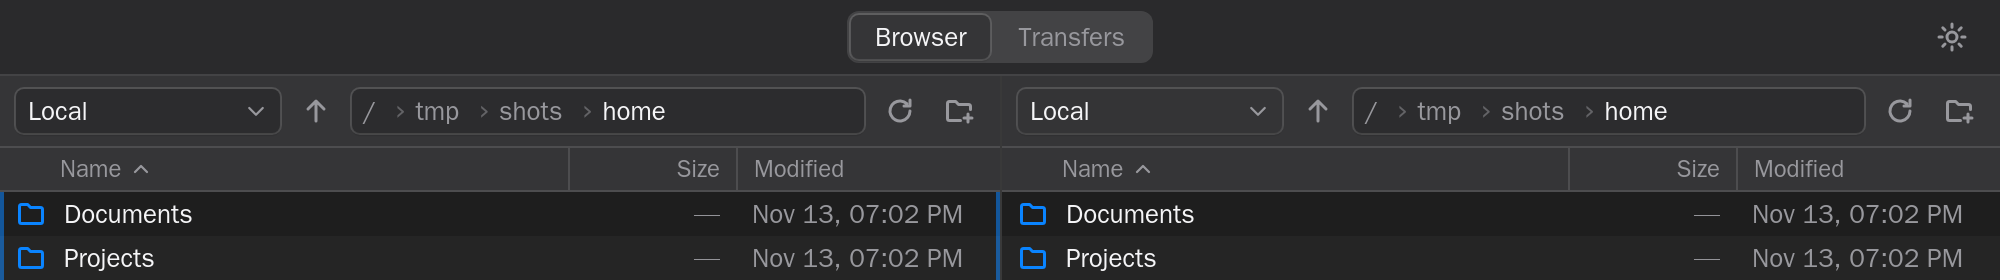 Browser Transfers
Local / > tmp > shots > home Local / > tmp > shots > home
Name Size Modified Name Size Modified
Documents — Nov 13, 07:02 PM Documents — Nov 13, 07:02 PM
Projects — Nov 13, 07:02 PM Projects — Nov 13, 07:02 PM